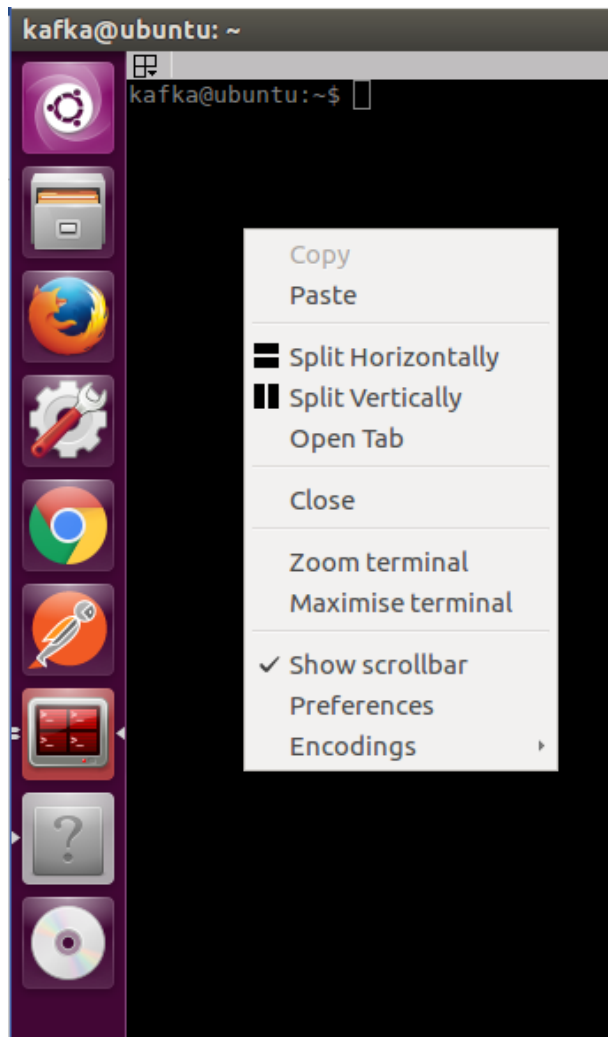 kafka@ubuntu: ~
kafka@ubuntu:~$
Copy
Paste
Split Horizontally
Split Vertically
Open Tab
Close
Zoom terminal
Maximise terminal
Show scrollbar
Preferences
Encodings